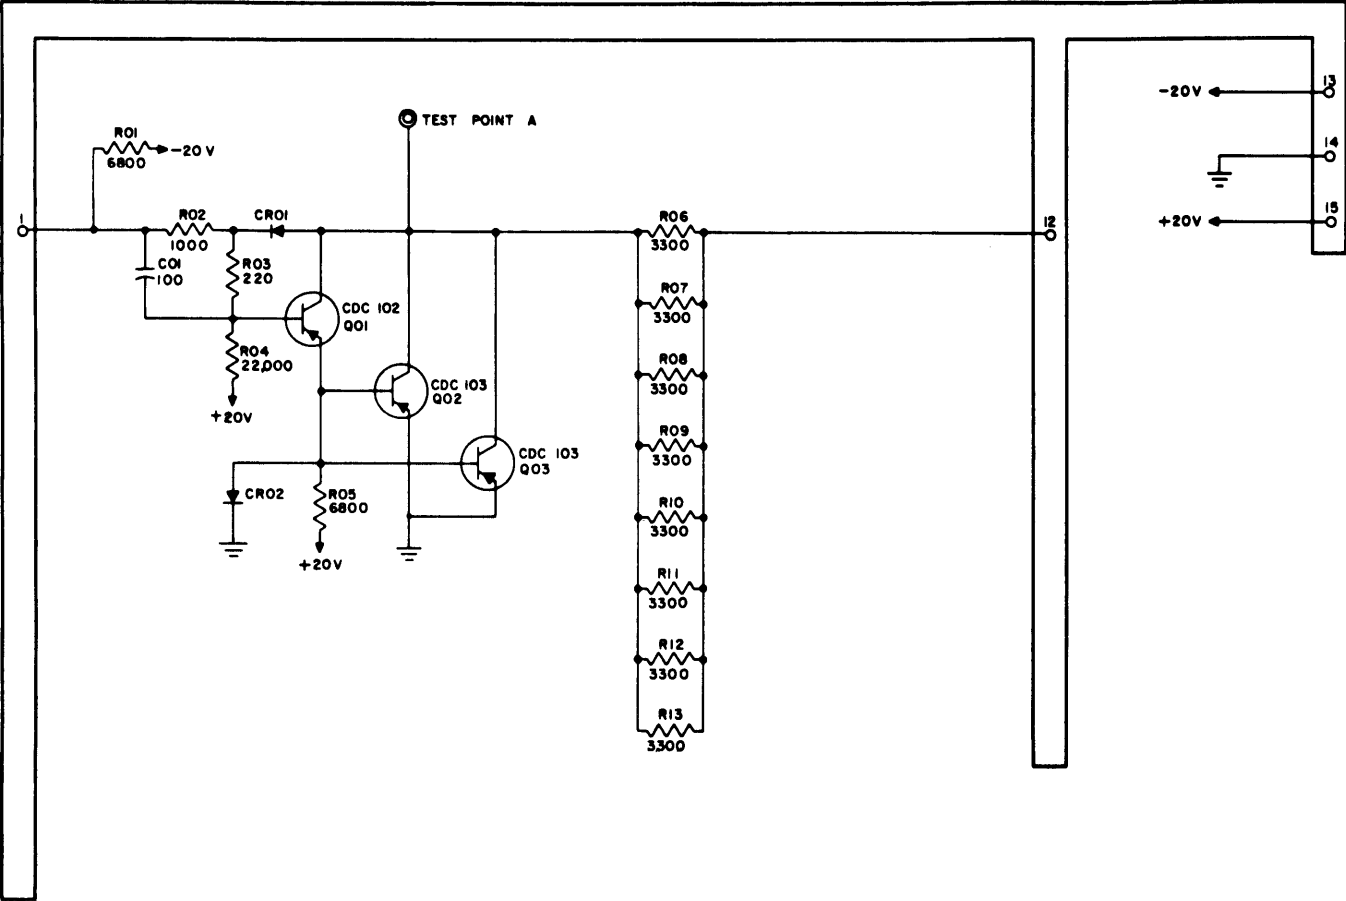 13
-20V
TEST POINT A
R01
6800
-20 V
14
1
R02
1000
CR01
R06
3300
12
15
+20V
C01
100
R03
220
CDC 102
Q01
R07
3300
R04
22,000
+20V
CDC 103
Q02
R08
3300
R09
3300
CDC 103
Q03
CR02
R05
6800
+20V
R10
3300
R11
3300
R12
3300
R13
3300